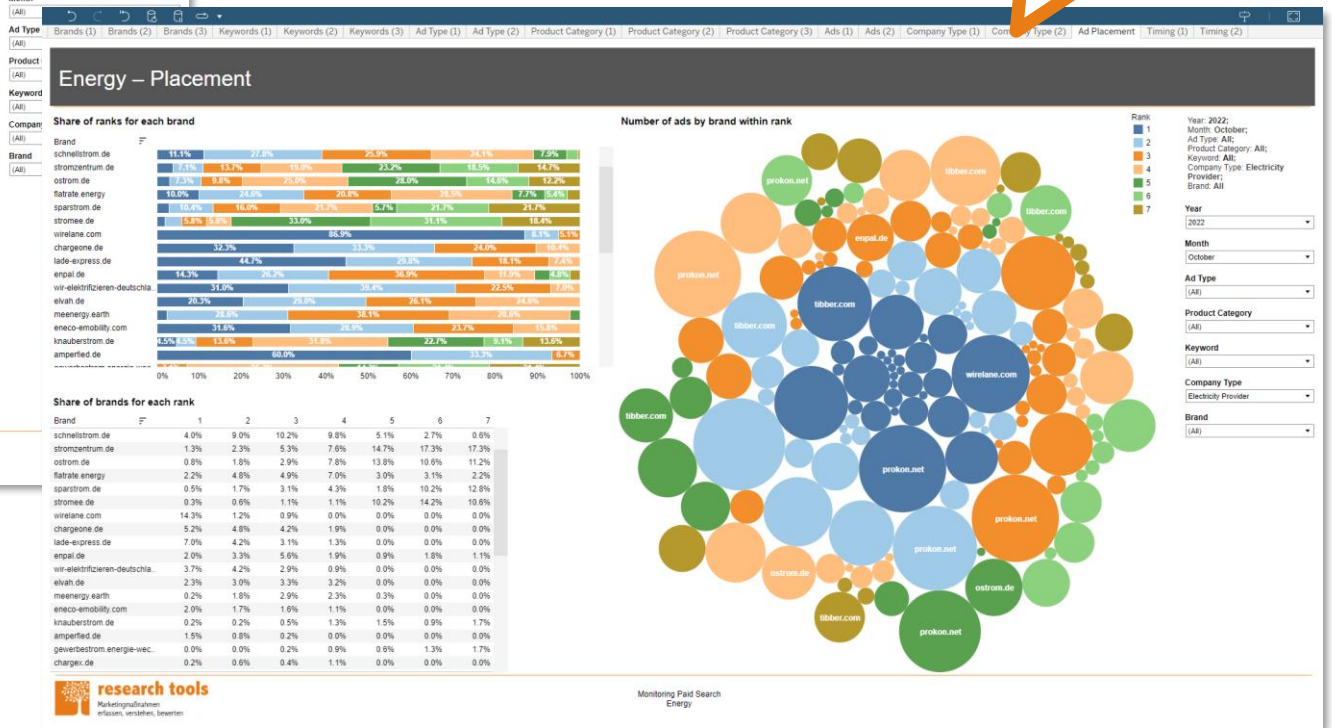 (All)
Ad Type
(All)
Product
(All)
Keyword
(All)
Compan
(All)
Brand
(All)
Brands (1) Brands (2) Brands (3) Keywords (1) Keywords (2) Keywords (3) Ad Type (1) Ad Type (2) Product Category (1) Product Category (2) Product Category (3) Ads (1) Ads (2) Company Type (1) Company Type (2) Ad Placement Timing (1) Timing (2)
Energy – Placement
Share of ranks for each brand
Brand
schnellstrom.de 11.1% 27.8% 25.9% 24.1% 7.9%
stromzentrum.de 7.1% 13.7% 19.0% 23.2% 18.5% 14.7%
ostrom.de 7.3% 9.8% 25.0% 28.0% 14.6% 12.2%
flatrate.energy 10.0% 24.6% 20.8% 28.5% 7.7% 5.4%
sparstrom.de 10.4% 16.0% 21.7% 5.7% 21.7% 21.7%
stromee.de 5.8% 5.8% 33.0% 31.1% 18.4%
wirelane.com 86.9% 8.1% 5.1%
chargeone.de 32.3% 33.3% 24.0% 10.4%
lade-express.de 44.7% 29.8% 18.1% 7.4%
enpal.de 14.3% 26.2% 36.9% 11.9% 4.8%
wir-elektrifizieren-deutschla.. 31.0% 39.4% 22.5% 7.0%
elvah.de 20.3% 29.0% 26.1% 24.6%
meenergy.earth 28.6% 38.1% 28.6%
eneco-emobility.com 31.6% 28.9% 23.7% 15.8%
knauberstrom.de 4.5% 4.5% 13.6% 31.8% 22.7% 9.1% 13.6%
amperfied.de 60.0% 33.3% 6.7%
0% 10% 20% 30% 40% 50% 60% 70% 80% 90% 100%
Share of brands for each rank
Brand 1 2 3 4 5 6 7
schnellstrom.de 4.0% 9.0% 10.2% 9.8% 5.1% 2.7% 0.6%
stromzentrum.de 1.3% 2.3% 5.3% 7.6% 14.7% 17.3% 17.3%
ostrom.de 0.8% 1.8% 2.9% 7.8% 13.8% 10.6% 11.2%
flatrate.energy 2.2% 4.8% 4.9% 7.0% 3.0% 3.1% 2.2%
sparstrom.de 0.5% 1.7% 3.1% 4.3% 1.8% 10.2% 12.8%
stromee.de 0.3% 0.6% 1.1% 1.1% 10.2% 14.2% 10.6%
wirelane.com 14.3% 1.2% 0.9% 0.0% 0.0% 0.0% 0.0%
chargeone.de 5.2% 4.8% 4.2% 1.9% 0.0% 0.0% 0.0%
lade-express.de 7.0% 4.2% 3.1% 1.3% 0.0% 0.0% 0.0%
enpal.de 2.0% 3.3% 5.6% 1.9% 0.9% 1.8% 1.1%
wir-elektrifizieren-deutschla.. 3.7% 4.2% 2.9% 0.9% 0.0% 0.0% 0.0%
elvah.de 2.3% 3.0% 3.3% 3.2% 0.0% 0.0% 0.0%
meenergy.earth 0.2% 1.8% 2.9% 2.3% 0.3% 0.0% 0.0%
eneco-emobility.com 2.0% 1.7% 1.6% 1.1% 0.0% 0.0% 0.0%
knauberstrom.de 0.2% 0.2% 0.5% 1.3% 1.5% 0.9% 1.7%
amperfied.de 1.5% 0.8% 0.2% 0.0% 0.0% 0.0% 0.0%
gewerbestrom.energie-wec.. 0.0% 0.0% 0.2% 0.9% 0.6% 1.3% 1.7%
chargex.de 0.2% 0.6% 0.4% 1.1% 0.0% 0.0% 0.0%
Number of ads by brand within rank
tibber.com
prokon.net
tibber.com
enpal.de
prokon.net
tibber.com
tibber.com
wirelane.com
tibber.com
prokon.net
prokon.net
prokon.net
ostrom.de
ostrom.de
tibber.com
prokon.net
Rank
1
2
3
4
5
6
7
Year: 2022;
Month: October;
Ad Type: All;
Product Category: All;
Keyword: All;
Company Type: Electricity
Provider;
Brand: All
Year
2022
Month
October
Ad Type
(All)
Product Category
(All)
Keyword
(All)
Company Type
Electricity Provider
Brand
(All)
research tools
Marketingmaßnahmen
erfassen, verstehen, bewerten
Monitoring Paid Search
Energy